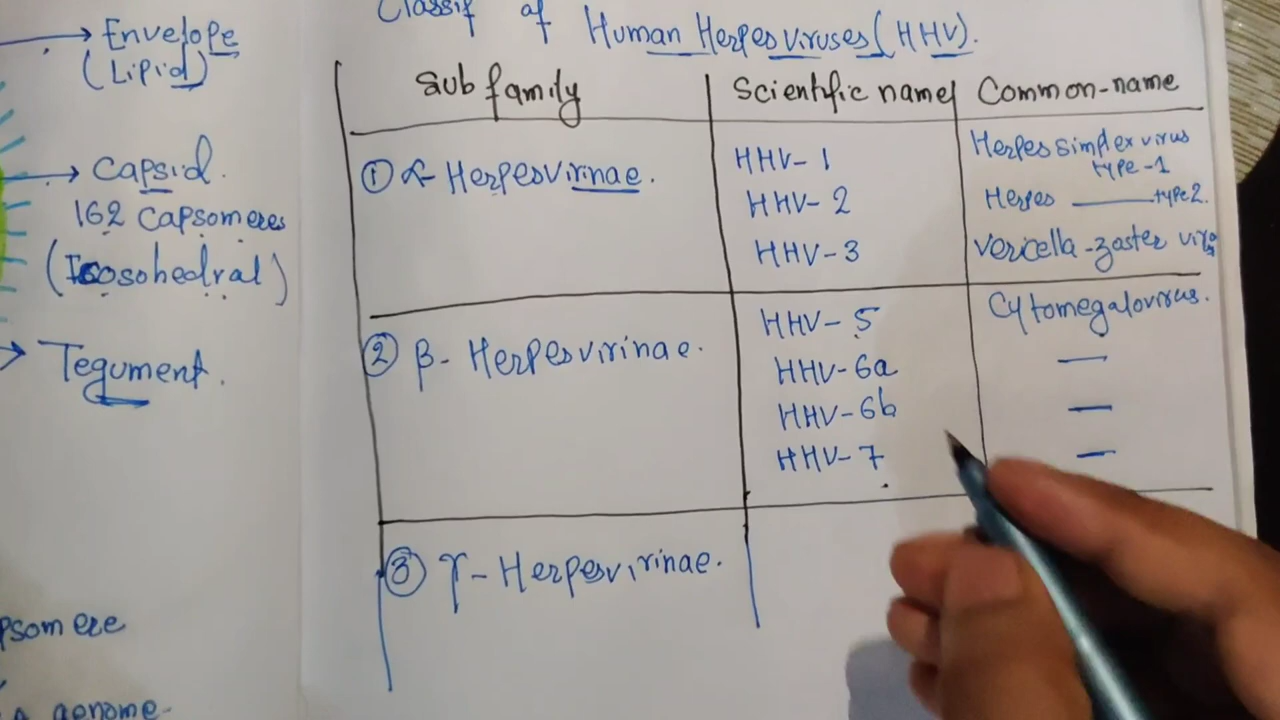 Envelope
(Lipid)
Capsid.
162 Capsomeres
(Icosohedral)
Tegument.
psomere
genome-
Classif of Human Herpesviruses (HHV).
Sub family Scientific name Common-name
① α- Herpesvirinae. HHV-1 Herpes simplex virus type-1
HHV-2 Herpes — type 2.
HHV-3 Vericella-zoster virus
② β- Herpesvirinae. HHV-5 Cytomegalovirus.
HHV-6a —
HHV-6b —
HHV-7 —
③ γ- Herpesvirinae.